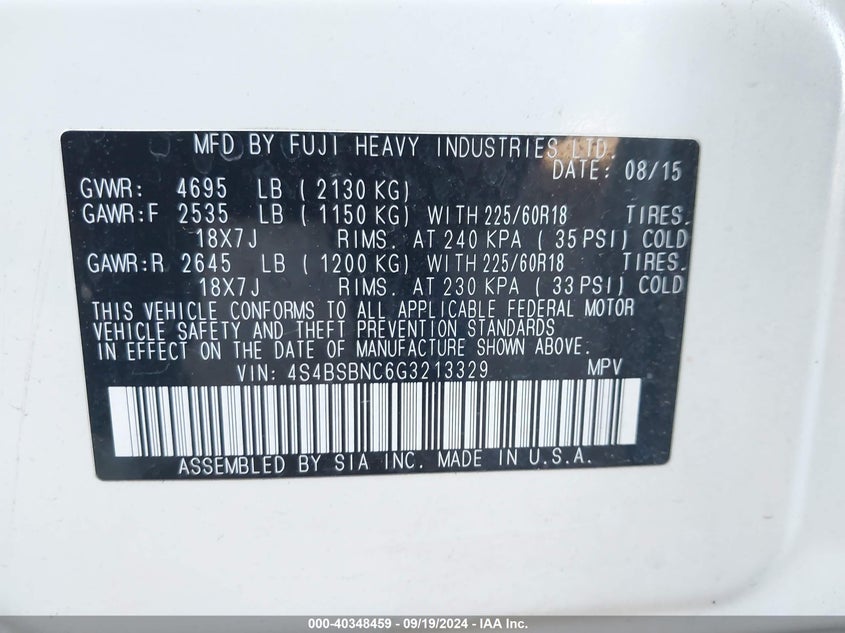 MFD BY FUJI HEAVY INDUSTRIES LTD.
DATE: 08/15
GVWR: 4695 LB ( 2130 KG)
GAWR:F 2535 LB ( 1150 KG) WITH 225/60R18 TIRES.
18X7J RIMS. AT 240 KPA ( 35 PSI) COLD
GAWR:R 2645 LB ( 1200 KG) WITH 225/60R18 TIRES.
18X7J RIMS. AT 230 KPA ( 33 PSI) COLD
THIS VEHICLE CONFORMS TO ALL APPLICABLE FEDERAL MOTOR
VEHICLE SAFETY AND THEFT PREVENTION STANDARDS
IN EFFECT ON THE DATE OF MANUFACTURE SHOWN ABOVE.
VIN: 4S4BSBNC6G3213329 MPV
ASSEMBLED BY SIA INC. MADE IN U.S.A.
000-40348459 - 09/19/2024 - IAA Inc.